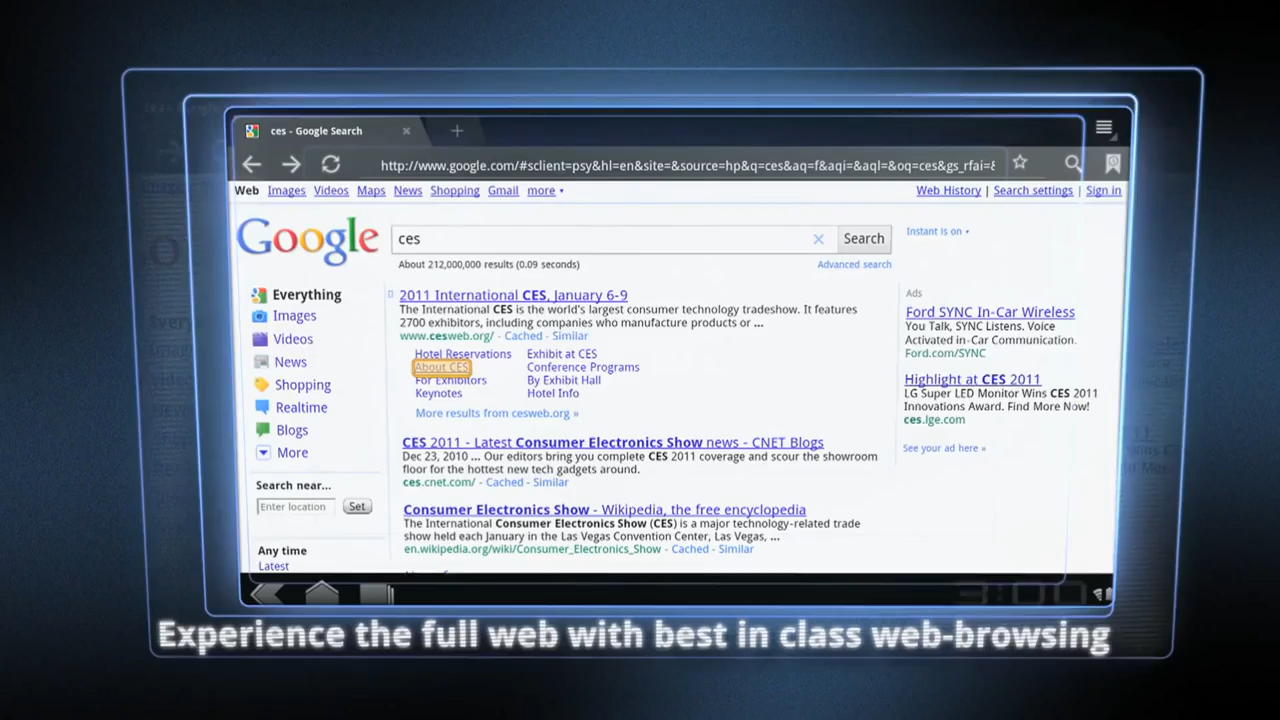 ces - Google Search
http://www.google.com/#sclient=psy&hl=en&site=&source=hp&q=ces&aq=f&aqi=&aql=&oq=ces&gs_rfai=&
Web Images Videos Maps News Shopping Gmail more
Web History | Search settings | Sign in
Google
ces
Search
Instant is on
About 212,000,000 results (0.09 seconds)
Advanced search
Everything
Images
Videos
News
Shopping
Realtime
Blogs
More
Search near...
Enter location
Set
Any time
Latest
2011 International CES, January 6-9
The International CES is the world's largest consumer technology tradeshow. It features
2700 exhibitors, including companies who manufacture products or ...
www.cesweb.org/ - Cached - Similar
Hotel Reservations
Exhibit at CES
About CES
Conference Programs
For Exhibitors
By Exhibit Hall
Keynotes
Hotel Info
More results from cesweb.org »
CES 2011 - Latest Consumer Electronics Show news - CNET Blogs
Dec 23, 2010 ... Our editors bring you complete CES 2011 coverage and scour the showroom
floor for the hottest new tech gadgets around.
ces.cnet.com/ - Cached - Similar
Consumer Electronics Show - Wikipedia, the free encyclopedia
The International Consumer Electronics Show (CES) is a major technology-related trade
show held each January in the Las Vegas Convention Center, Las Vegas, ...
en.wikipedia.org/wiki/Consumer_Electronics_Show - Cached - Similar
Ads
Ford SYNC In-Car Wireless
You Talk, SYNC Listens. Voice
Activated in-Car Communication.
Ford.com/SYNC
Highlight at CES 2011
LG Super LED Monitor Wins CES 2011
Innovations Award. Find More Now!
ces.lge.com
See your ad here »
3:00
Experience the full web with best in class web-browsing